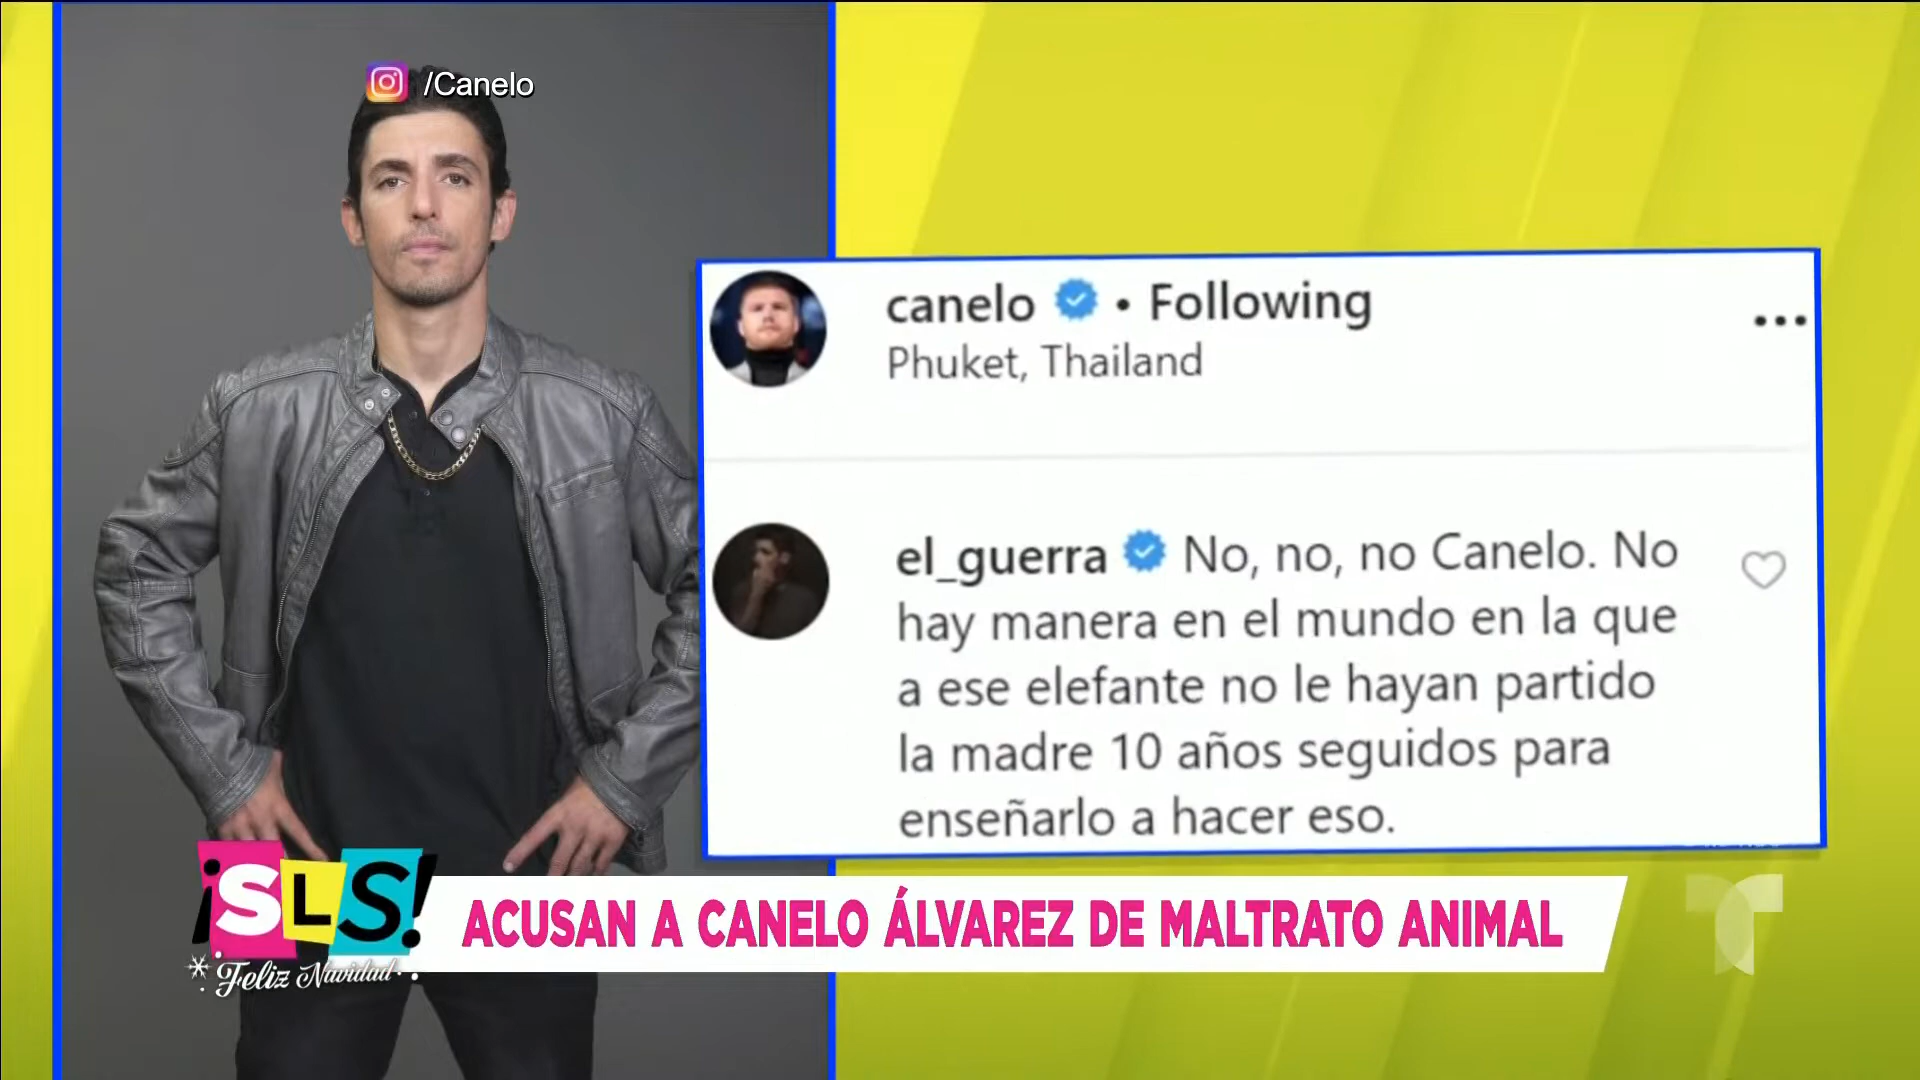 /Canelo
canelo • Following
Phuket, Thailand
el_guerra No, no, no Canelo. No
hay manera en el mundo en la que
a ese elefante no le hayan partido
la madre 10 años seguidos para
enseñarlo a hacer eso.
¡SLS!
Feliz Navidad
ACUSAN A CANELO ÁLVAREZ DE MALTRATO ANIMAL